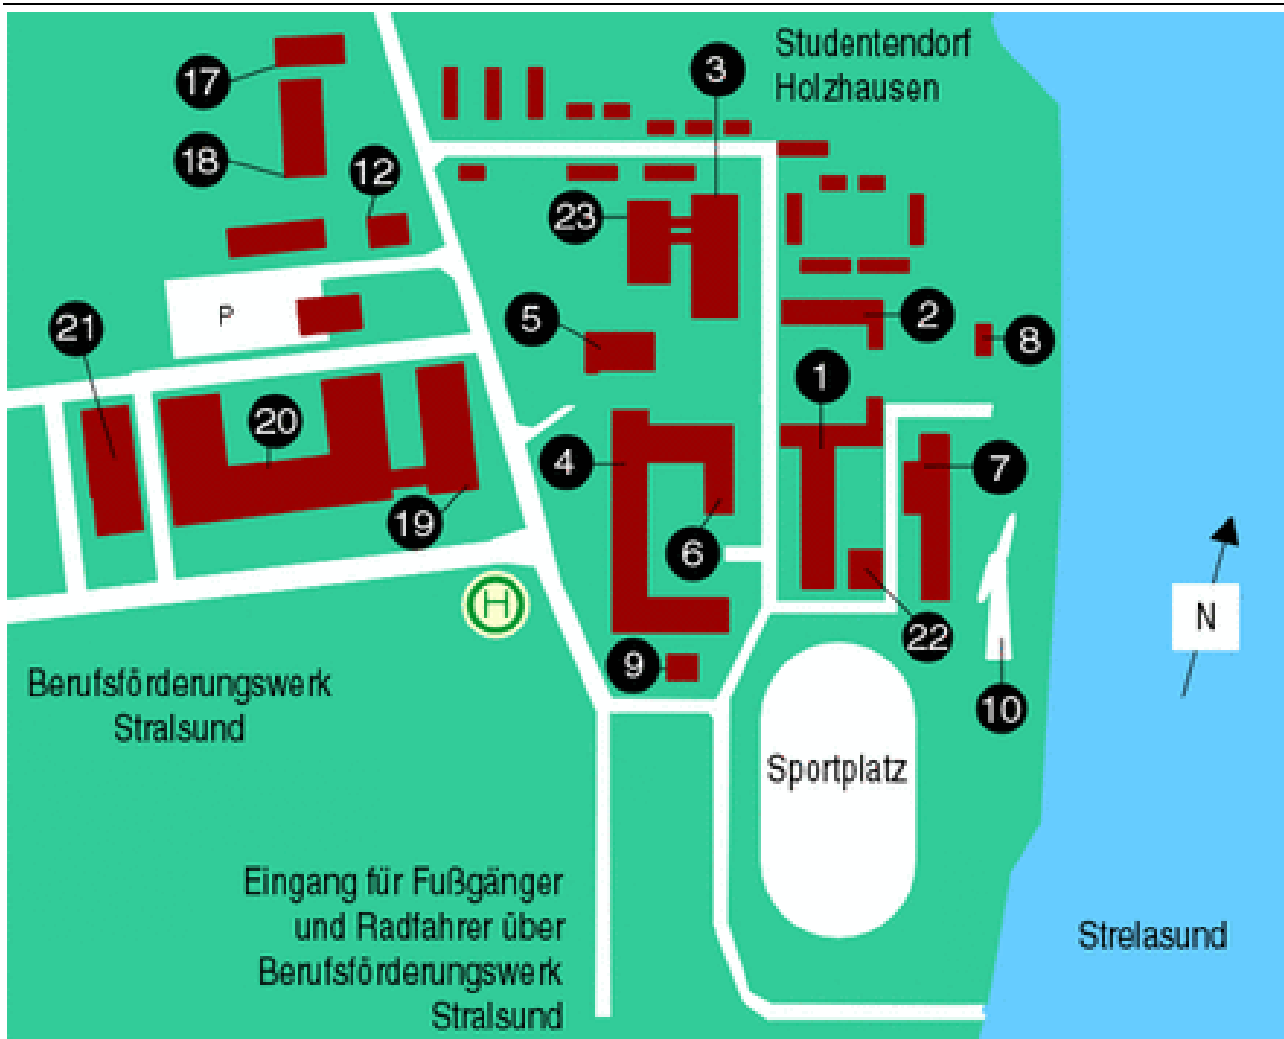 Studentendorf
Holzhausen
3
17
18
12
23
21
P
5
2
8
1
20
4
7
19
6
H
22
9
10
N
Berufsförderungswerk
Stralsund
Sportplatz
Eingang für Fußgänger
und Radfahrer über
Berufsförderungswerk
Stralsund
Strelasund